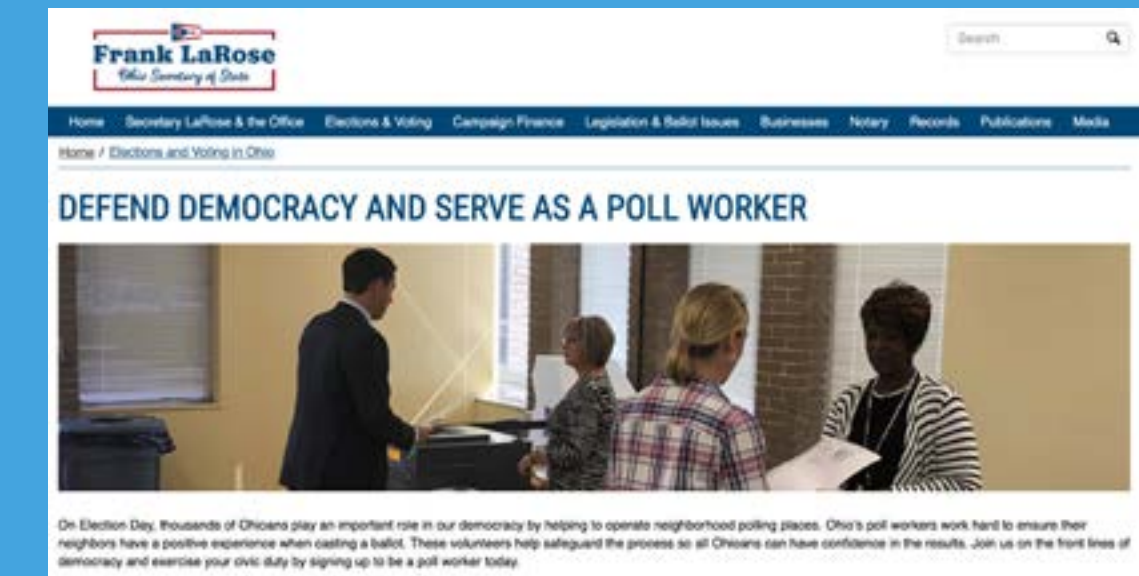 Frank LaRose
Ohio Secretary of State
Search
Home Secretary LaRose & the Office Elections & Voting Campaign Finance Legislation & Ballot Issues Businesses Notary Records Publications Media
Home / Elections and Voting in Ohio
DEFEND DEMOCRACY AND SERVE AS A POLL WORKER
On Election Day, thousands of Ohioans play an important role in our democracy by helping to operate neighborhood polling places. Ohio's poll workers work hard to ensure their
neighbors have a positive experience when casting a ballot. These volunteers help safeguard the process so all Ohioans can have confidence in the results. Join us on the front lines of
democracy and exercise your civic duty by signing up to be a poll worker today.